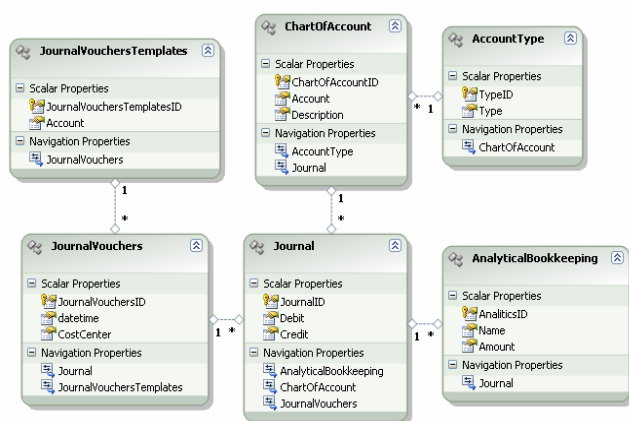 JournalVouchersTemplates
Scalar Properties
JournalVouchersTemplatesID
Account
Navigation Properties
JournalVouchers
ChartOfAccount
Scalar Properties
ChartOfAccountID
Account
Description
Navigation Properties
AccountType
Journal
AccountType
Scalar Properties
TypeID
Type
Navigation Properties
ChartOfAccount
* 1
1
*
1
*
JournalVouchers
Scalar Properties
JournalVouchersID
datetime
CostCenter
Navigation Properties
Journal
JournalVouchersTemplates
1 *
Journal
Scalar Properties
JournalID
Debit
Credit
Navigation Properties
AnalyticalBookkeeping
ChartOfAccount
JournalVouchers
1 *
AnalyticalBookkeeping
Scalar Properties
AnaliticsID
Name
Amount
Navigation Properties
Journal